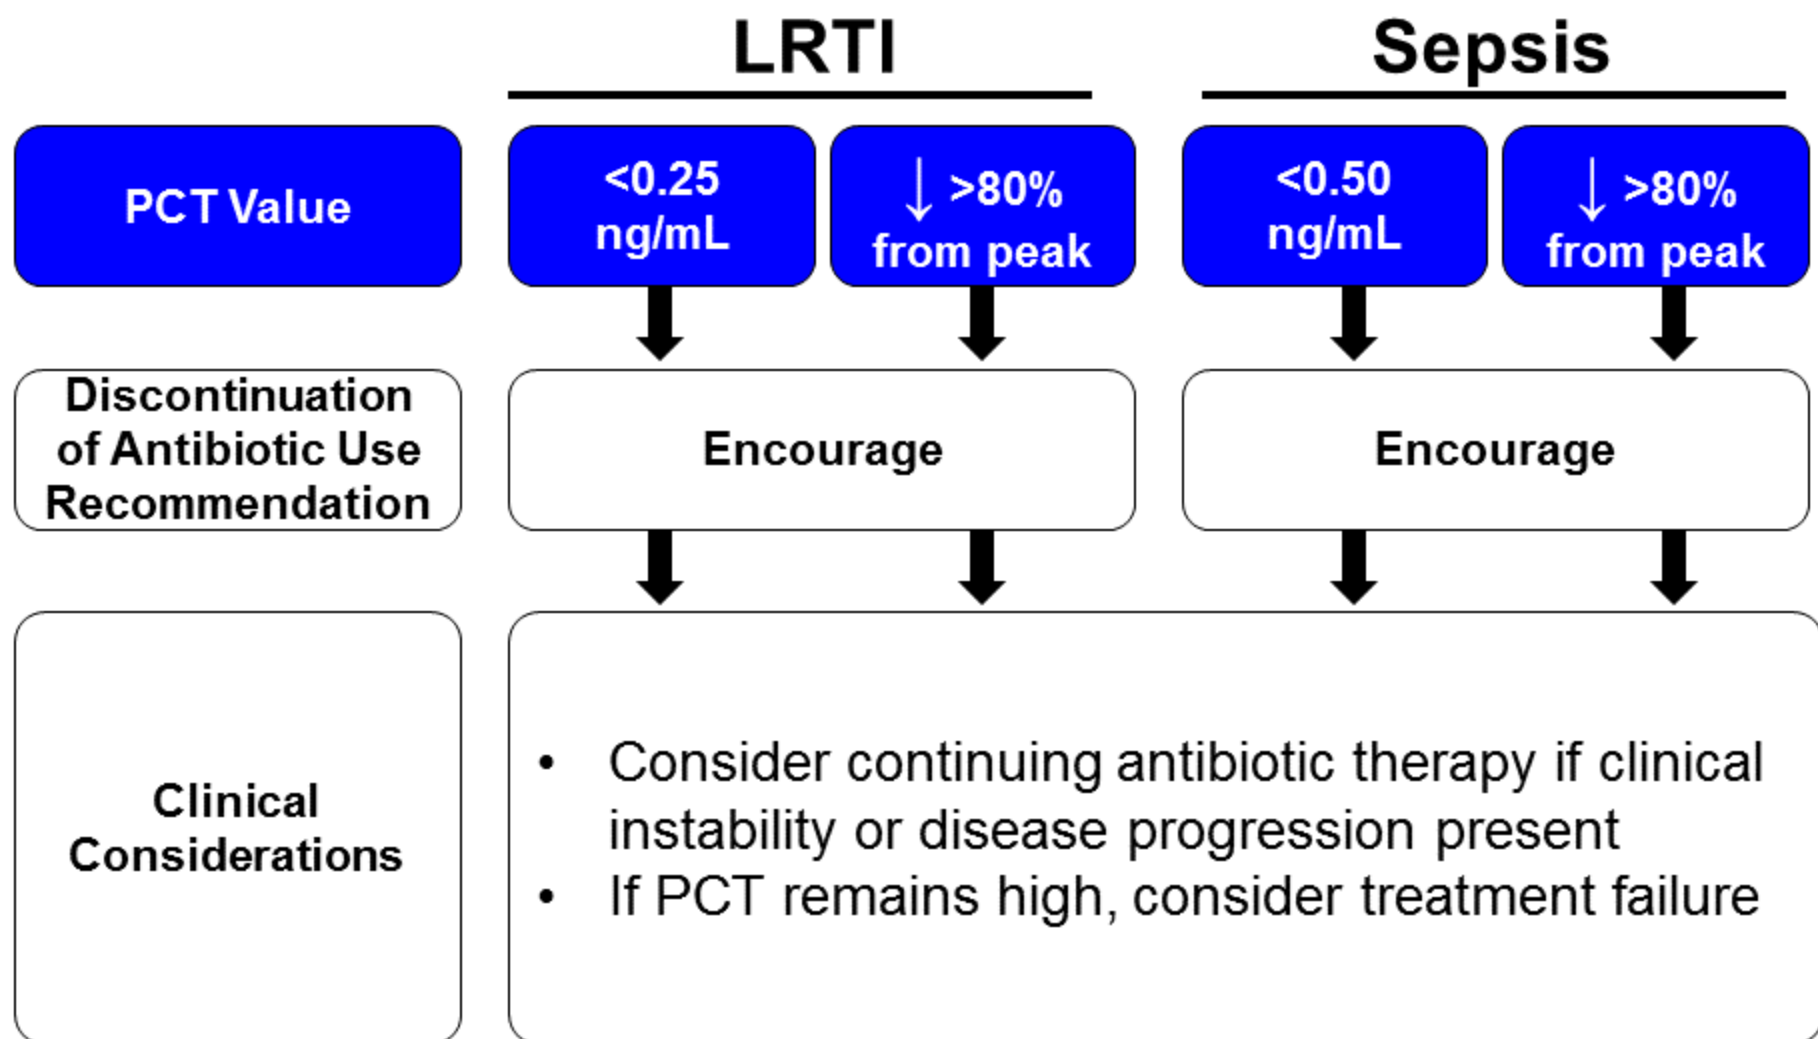 LRTI
Sepsis
PCT Value
<0.25
ng/mL
↓ >80%
from peak
<0.50
ng/mL
↓ >80%
from peak
Discontinuation
of Antibiotic Use
Recommendation
Encourage
Encourage
Clinical
Considerations
• Consider continuing antibiotic therapy if clinical
instability or disease progression present
• If PCT remains high, consider treatment failure